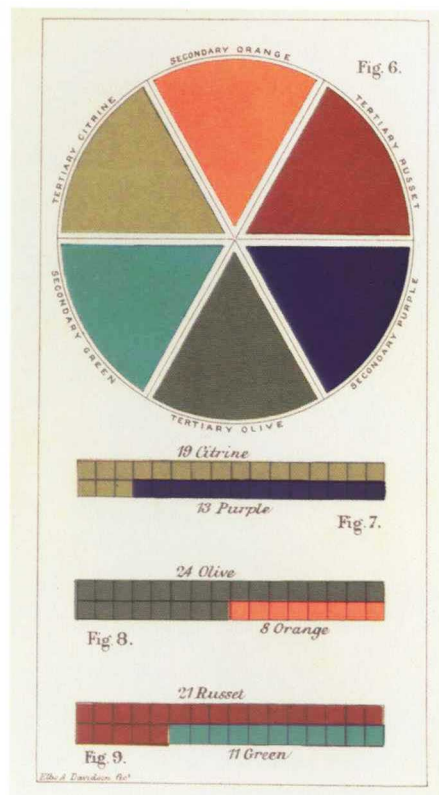 Fig. 6.
SECONDARY ORANGE
TERTIARY RUSSET
SECONDARY PURPLE
TERTIARY OLIVE
SECONDARY GREEN
TERTIARY CITRINE
19 Citrine
13 Purple
Fig. 7.
24 Olive
8 Orange
Fig 8.
21 Russet
11 Green
Fig. 9.
Davidson